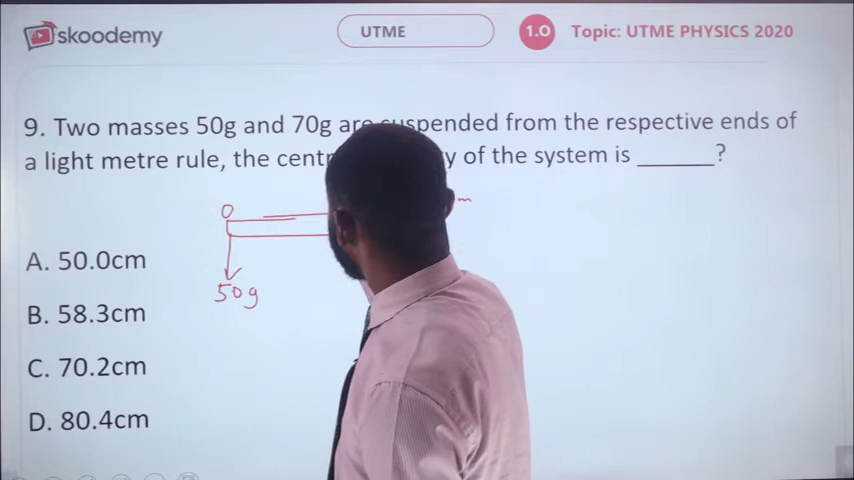 skoodemy
UTME
1.0 Topic: UTME PHYSICS 2020
9. Two masses 50g and 70g are suspended from the respective ends of
a light metre rule, the of the system is ______?
0
m
50g
A. 50.0cm
B. 58.3cm
C. 70.2cm
D. 80.4cm